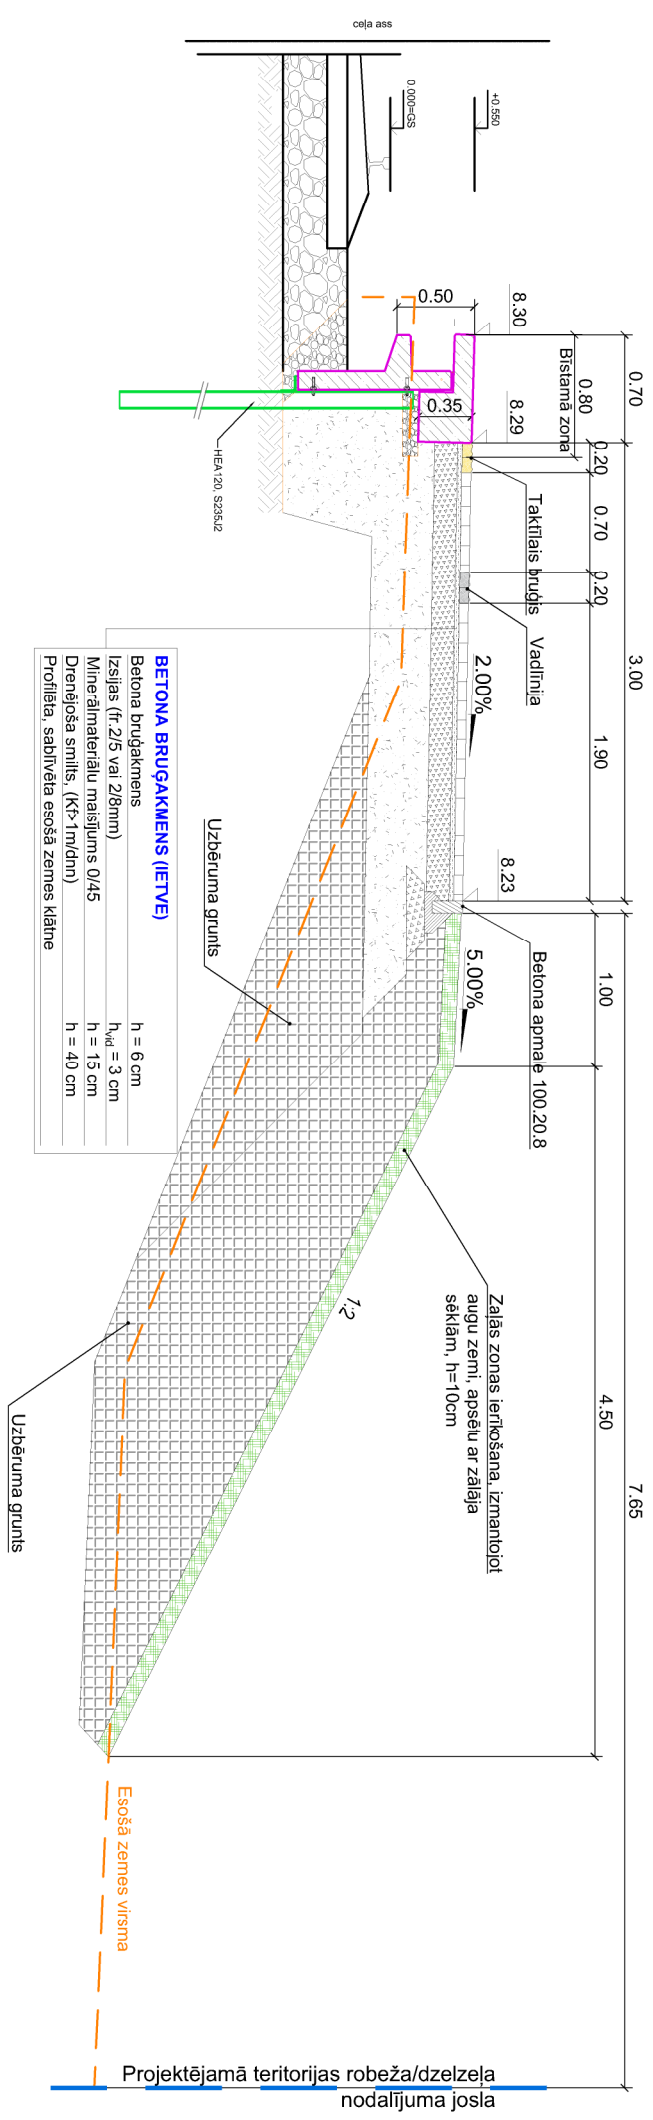 ceļa ass
0.000=GS
+0.550
0.50
8.30
0.70
0.80
Bīstamā zona
0.35
8.29
0.20
HEA120, S235J2
Taktīlais bruģis
0.70
0.20
Vadlīnija
3.00
2.00%
1.90
8.23
BETONA BRUĢAKMENS (IETVE)
Betona bruģakmens h = 6 cm
Izsijas (fr.2/5 vai 2/8mm) hvid = 3 cm
Minerālmateriālu maisījums 0/45 h = 15 cm
Drenējoša smilts, (Kf>1m/dnn) h = 40 cm
Profilēta, sablīvēta esošā zemes klātne
Uzbēruma grunts
5.00%
Betona apmale 100.20.8
1.00
1:2
Zaļās zonas ierīkošana, izmantojot
augu zemi, apsētu ar zālāja
sēklām, h=10cm
4.50
7.65
Uzbēruma grunts
Esošā zemes virsma
Projektējamā teritorijas robeža/dzelzeļa
nodalījuma josla